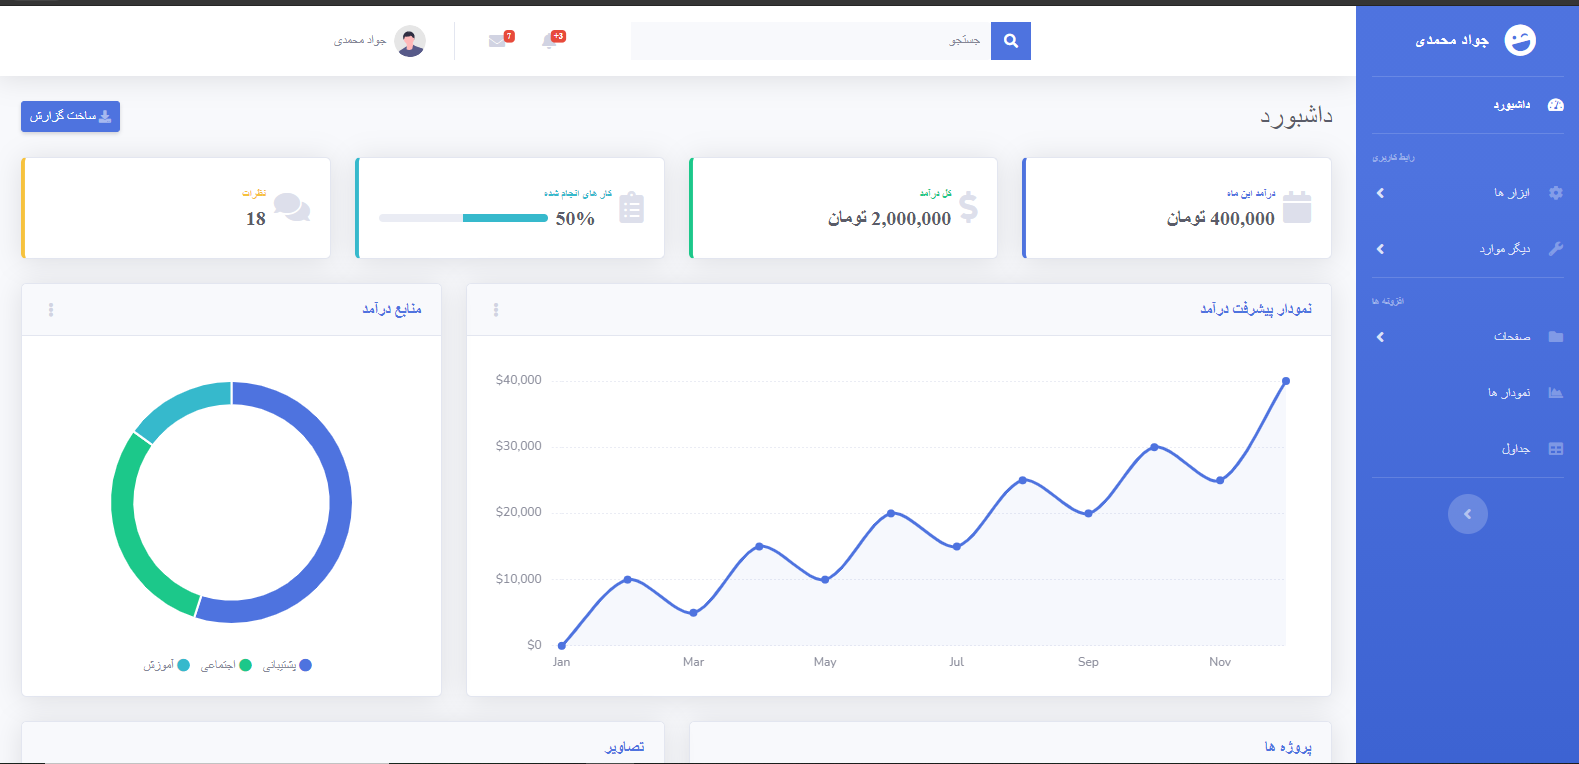 جواد محمدی
داشبورد
رابط کاربری
ابزار ها
دیگر موارد
افزونه ها
صفحات
نمودار ها
جداول
جستجو
3+
7
جواد محمدی
داشبورد
ساخت گزارش
درآمد این ماه
400,000 تومان
کل درآمد
2,000,000 تومان
کار های انجام شده
50%
نظرات
18
نمودار پیشرفت درآمد
$40,000
$30,000
$20,000
$10,000
$0
Jan Mar May Jul Sep Nov
منابع درآمد
پشتیبانی اجتماعی آموزش
پروژه ها
تصاویر